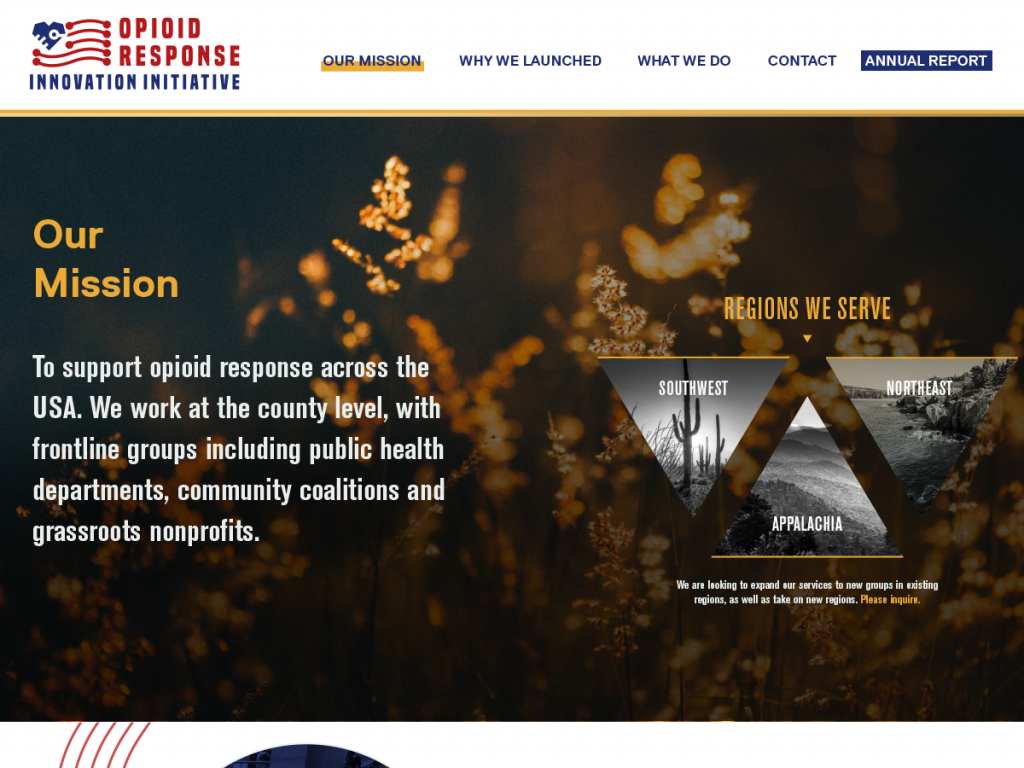 OPIOID
RESPONSE
INNOVATION INITIATIVE
OUR MISSION
WHY WE LAUNCHED
WHAT WE DO
CONTACT
ANNUAL REPORT
Our
Mission
To support opioid response across the
USA. We work at the county level, with
frontline groups including public health
departments, community coalitions and
grassroots nonprofits.
REGIONS WE SERVE
SOUTHWEST
NORTHEAST
APPALACHIA
We are looking to expand our services to new groups in existing
regions, as well as take on new regions. Please inquire.